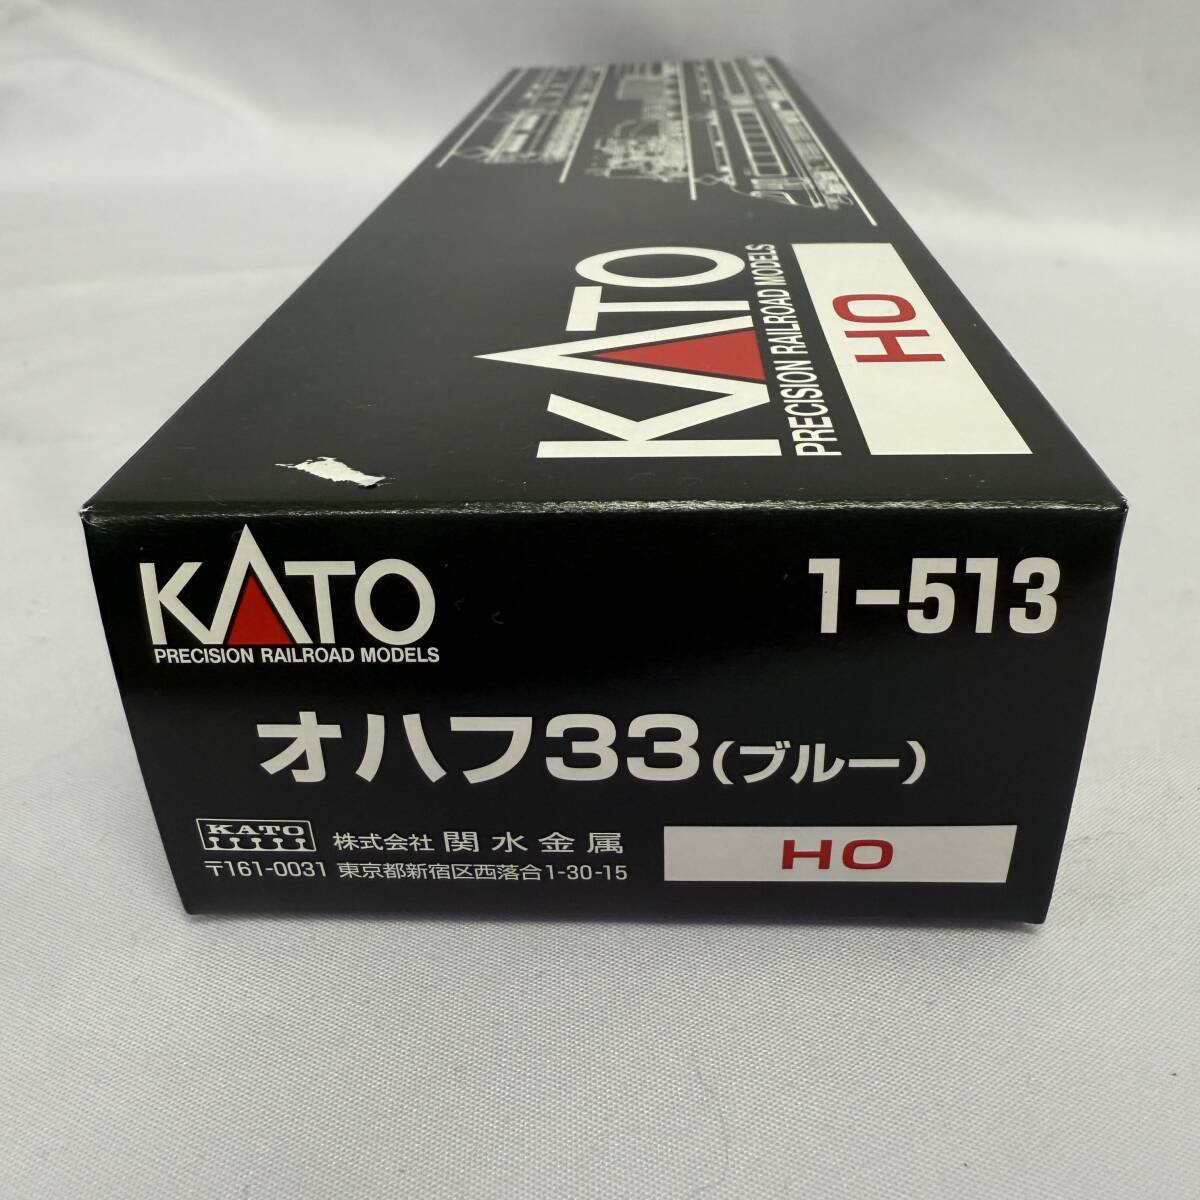 KATO
PRECISION RAILROAD MODELS
HO
KATO
PRECISION RAILROAD MODELS
1-513
オハフ33(ブルー)
KATO
株式会社 関水金属
〒161-0031 東京都新宿区西落合1-30-15
HO